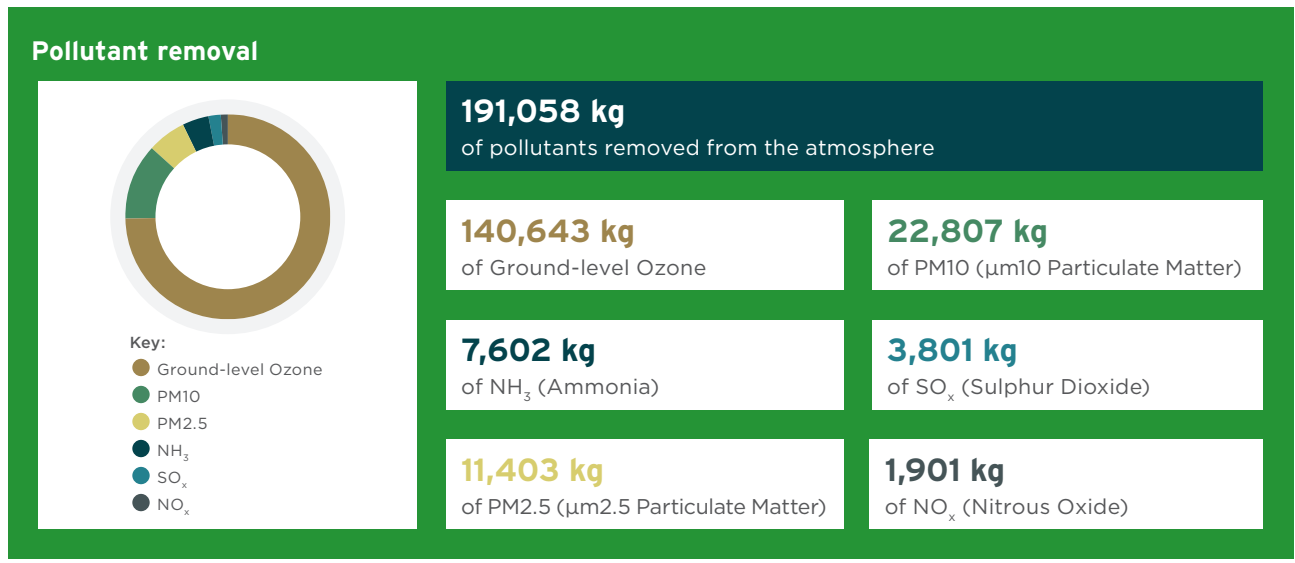 Pollutant removal
Key:
Ground-level Ozone
PM10
PM2.5
NH₃
SOₓ
NOₓ
191,058 kg
of pollutants removed from the atmosphere
140,643 kg
of Ground-level Ozone
22,807 kg
of PM10 (µm10 Particulate Matter)
7,602 kg
of NH₃ (Ammonia)
3,801 kg
of SOₓ (Sulphur Dioxide)
11,403 kg
of PM2.5 (µm2.5 Particulate Matter)
1,901 kg
of NOₓ (Nitrous Oxide)